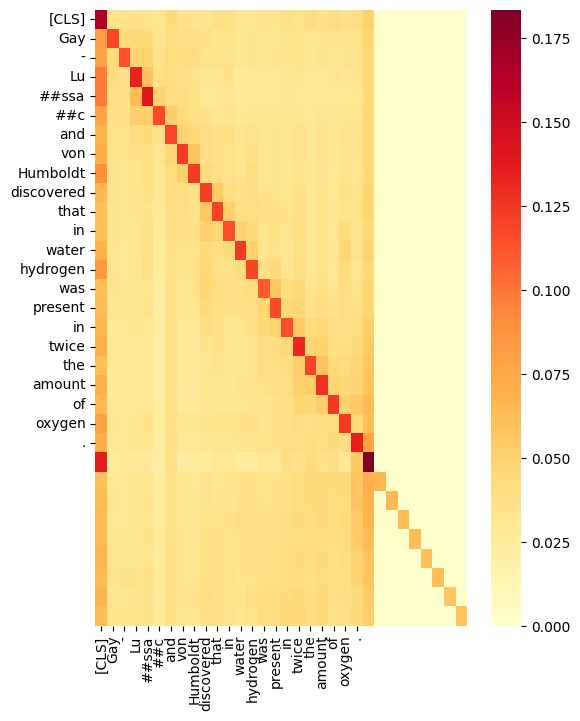 [CLS]
Gay
-
Lu
##ssa
##c
and
von
Humboldt
discovered
that
in
water
hydrogen
was
present
in
twice
the
amount
of
oxygen
.
[CLS]
Gay
-
Lu
##ssa
##c
and
von
Humboldt
discovered
that
in
water
hydrogen
was
present
in
twice
the
amount
of
oxygen
.
0.175
0.150
0.125
0.100
0.075
0.050
0.025
0.000